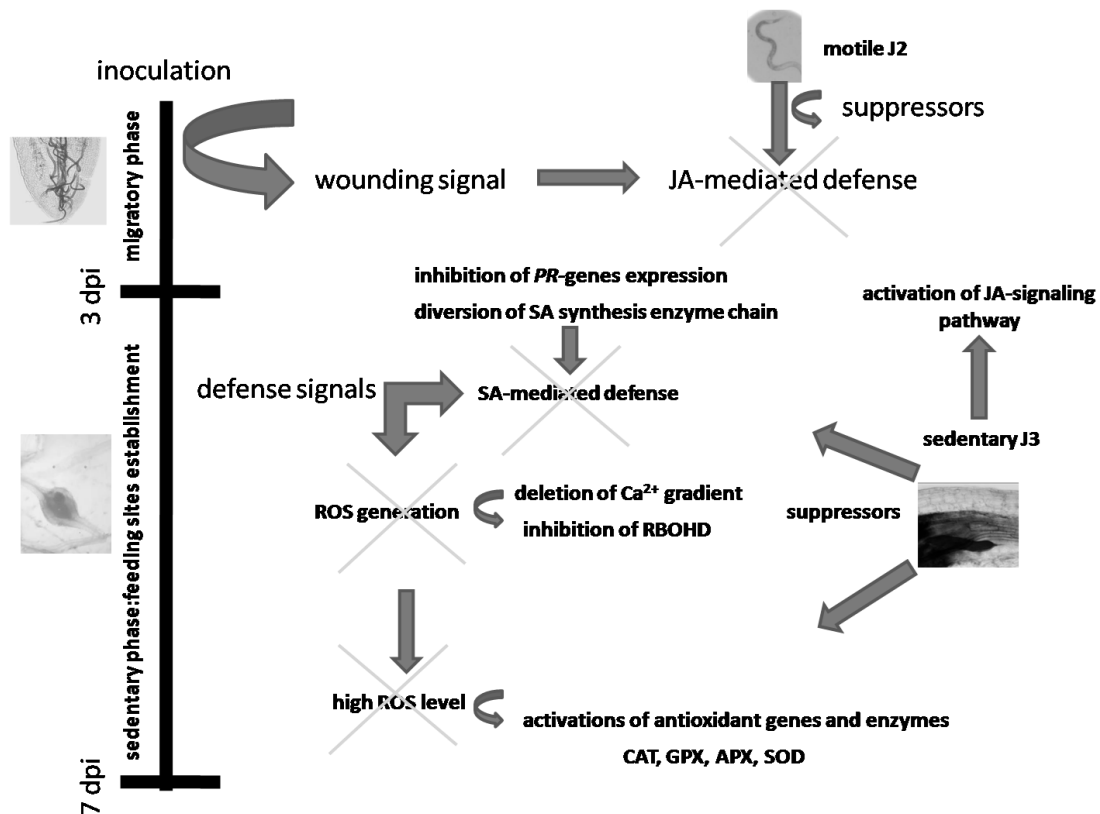 motile J2
inoculation
suppressors
migratory phase
wounding signal
JA-mediated defense
3 dpi
inhibition of PR-genes expression
diversion of SA synthesis enzyme chain
activation of JA-signaling
pathway
defense signals
SA-mediated defense
sedentary J3
sedentary phase:feeding sites establishment
ROS generation
deletion of Ca²⁺ gradient
inhibition of RBOHD
suppressors
high ROS level
activations of antioxidant genes and enzymes
CAT, GPX, APX, SOD
7 dpi